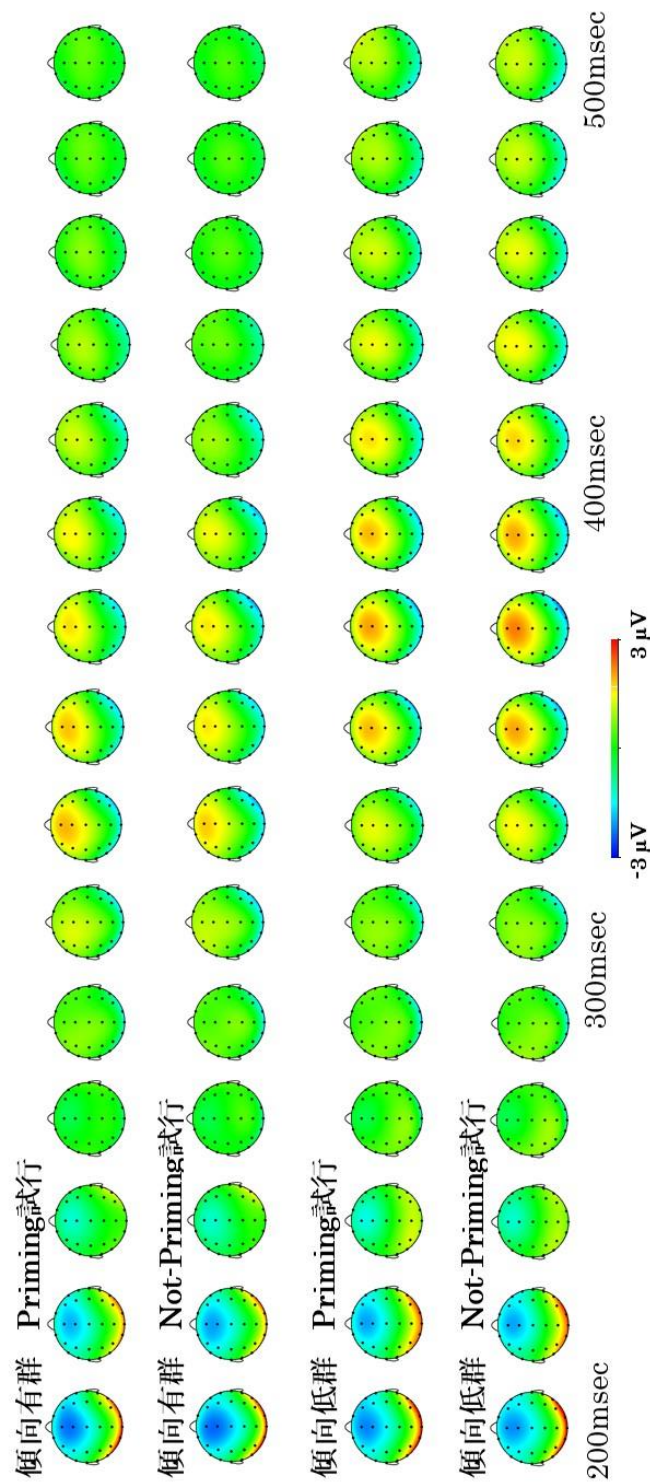 傾向有群 Priming試行
傾向有群 Not-Priming試行
傾向低群 Priming試行
傾向低群 Not-Priming試行
200msec 300msec 400msec 500msec
-3 μV 3 μV